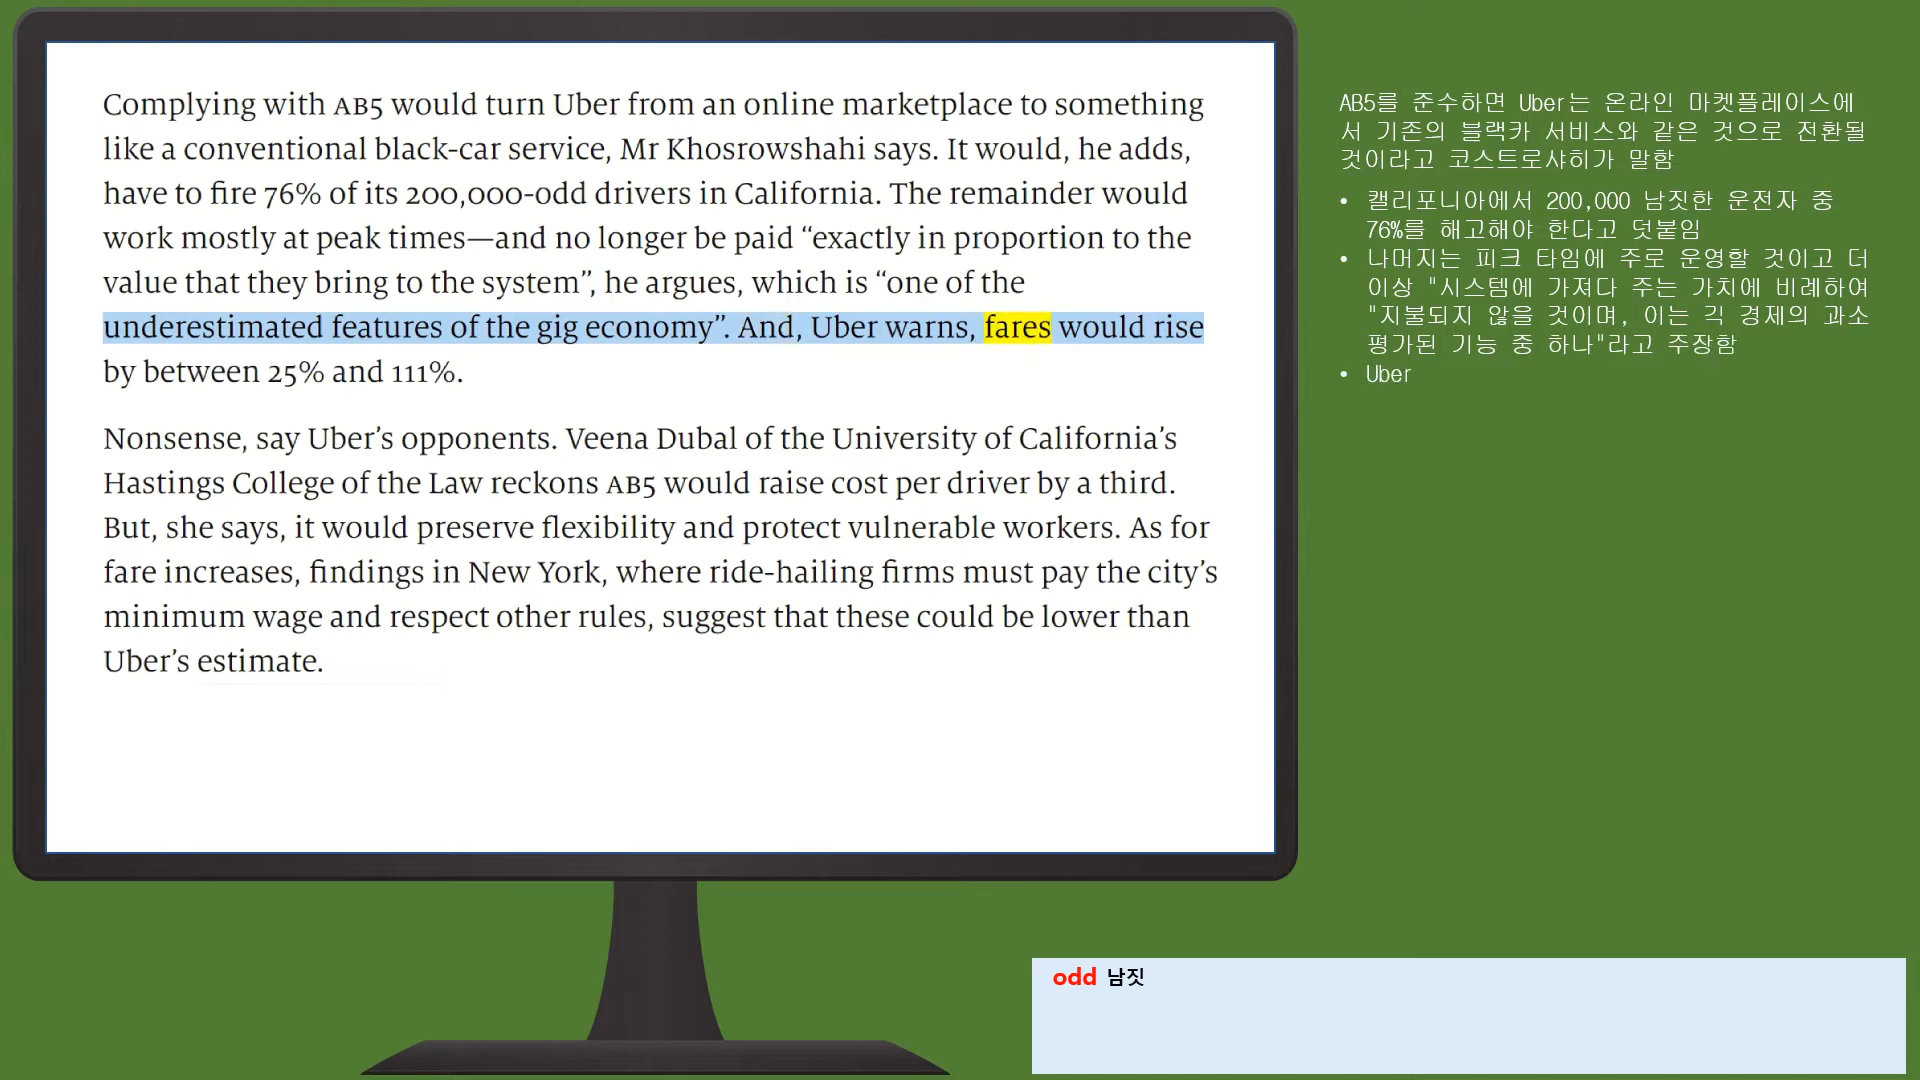 Complying with AB5 would turn Uber from an online marketplace to something
like a conventional black-car service, Mr Khosrowshahi says. It would, he adds,
have to fire 76% of its 200,000-odd drivers in California. The remainder would
work mostly at peak times—and no longer be paid “exactly in proportion to the
value that they bring to the system”, he argues, which is “one of the
underestimated features of the gig economy”. And, Uber warns, fares would rise
by between 25% and 111%.
Nonsense, say Uber’s opponents. Veena Dubal of the University of California’s
Hastings College of the Law reckons AB5 would raise cost per driver by a third.
But, she says, it would preserve flexibility and protect vulnerable workers. As for
fare increases, findings in New York, where ride-hailing firms must pay the city’s
minimum wage and respect other rules, suggest that these could be lower than
Uber’s estimate.
AB5를 준수하면 Uber는 온라인 마켓플레이스에
서 기존의 블랙카 서비스와 같은 것으로 전환될
것이라고 코스트로샤히가 말함
• 캘리포니아에서 200,000 남짓한 운전자 중
76%를 해고해야 한다고 덧붙임
• 나머지는 피크 타임에 주로 운영할 것이고 더
이상 "시스템에 가져다 주는 가치에 비례하여
"지불되지 않을 것이며, 이는 긱 경제의 과소
평가된 기능 중 하나"라고 주장함
• Uber
odd 남짓